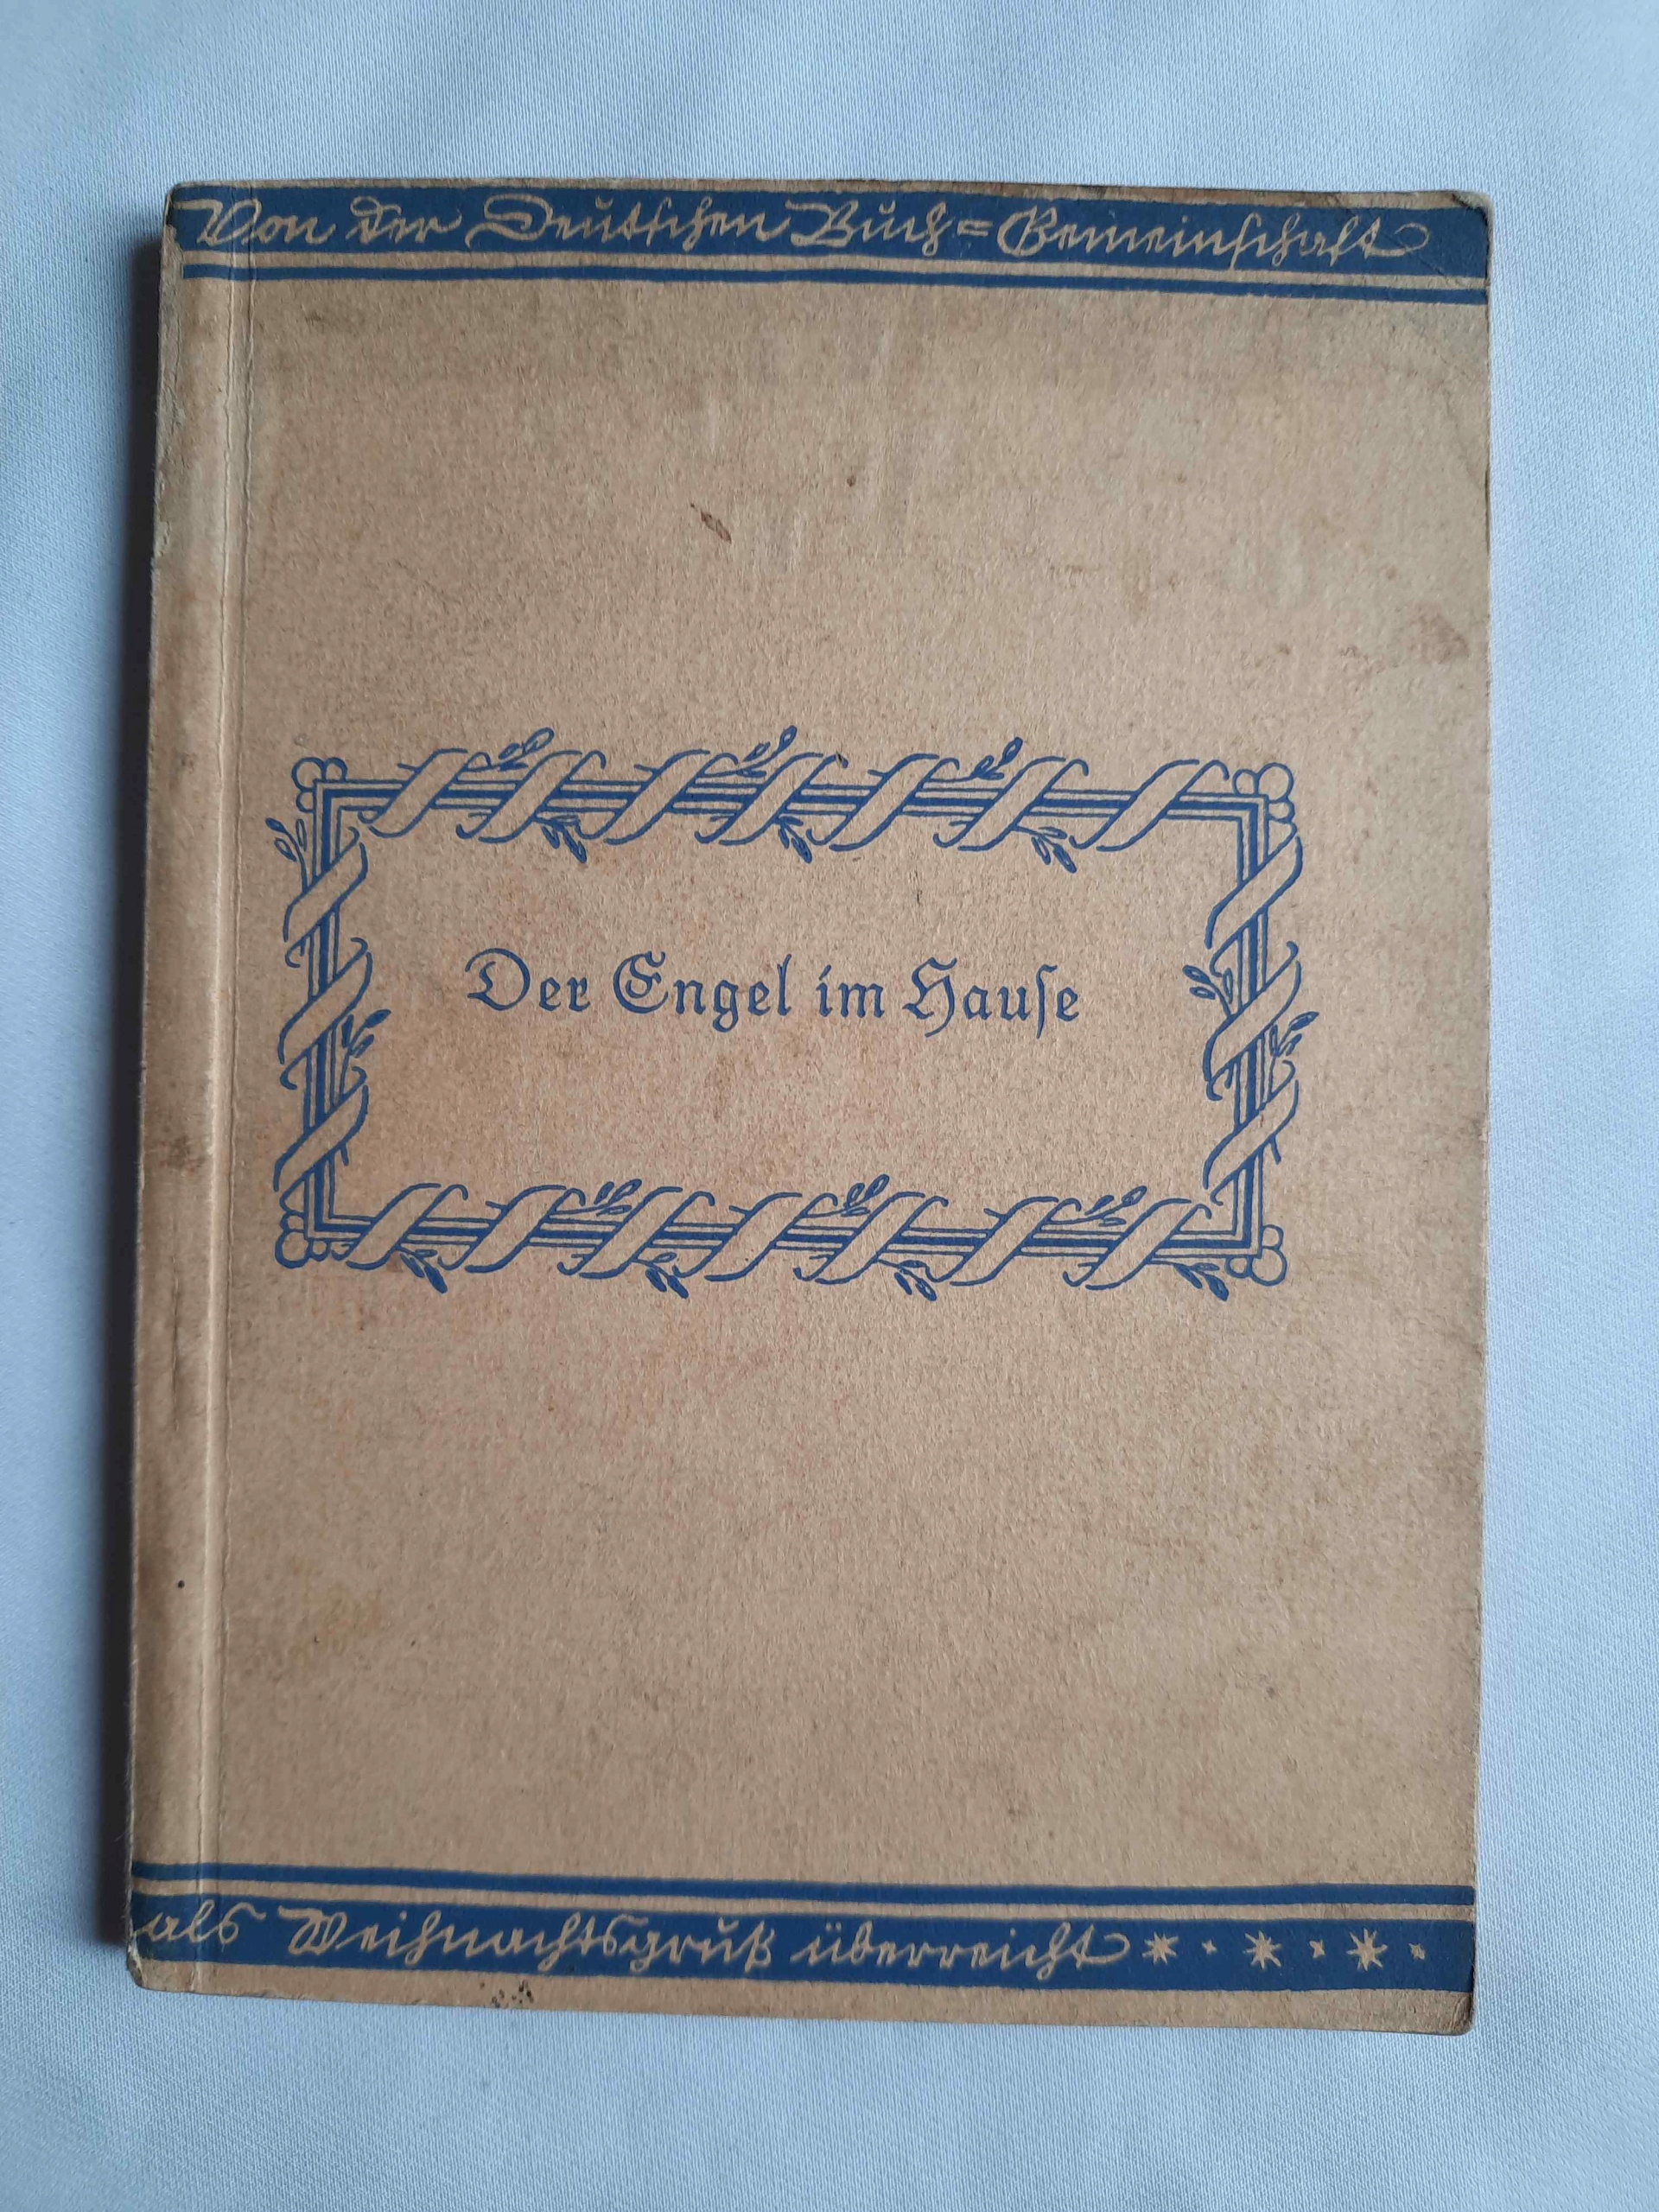 Von der Deutschen Buch=Gemeinschaft
Der Engel im Hause
als Weihnachtsgruß überreicht